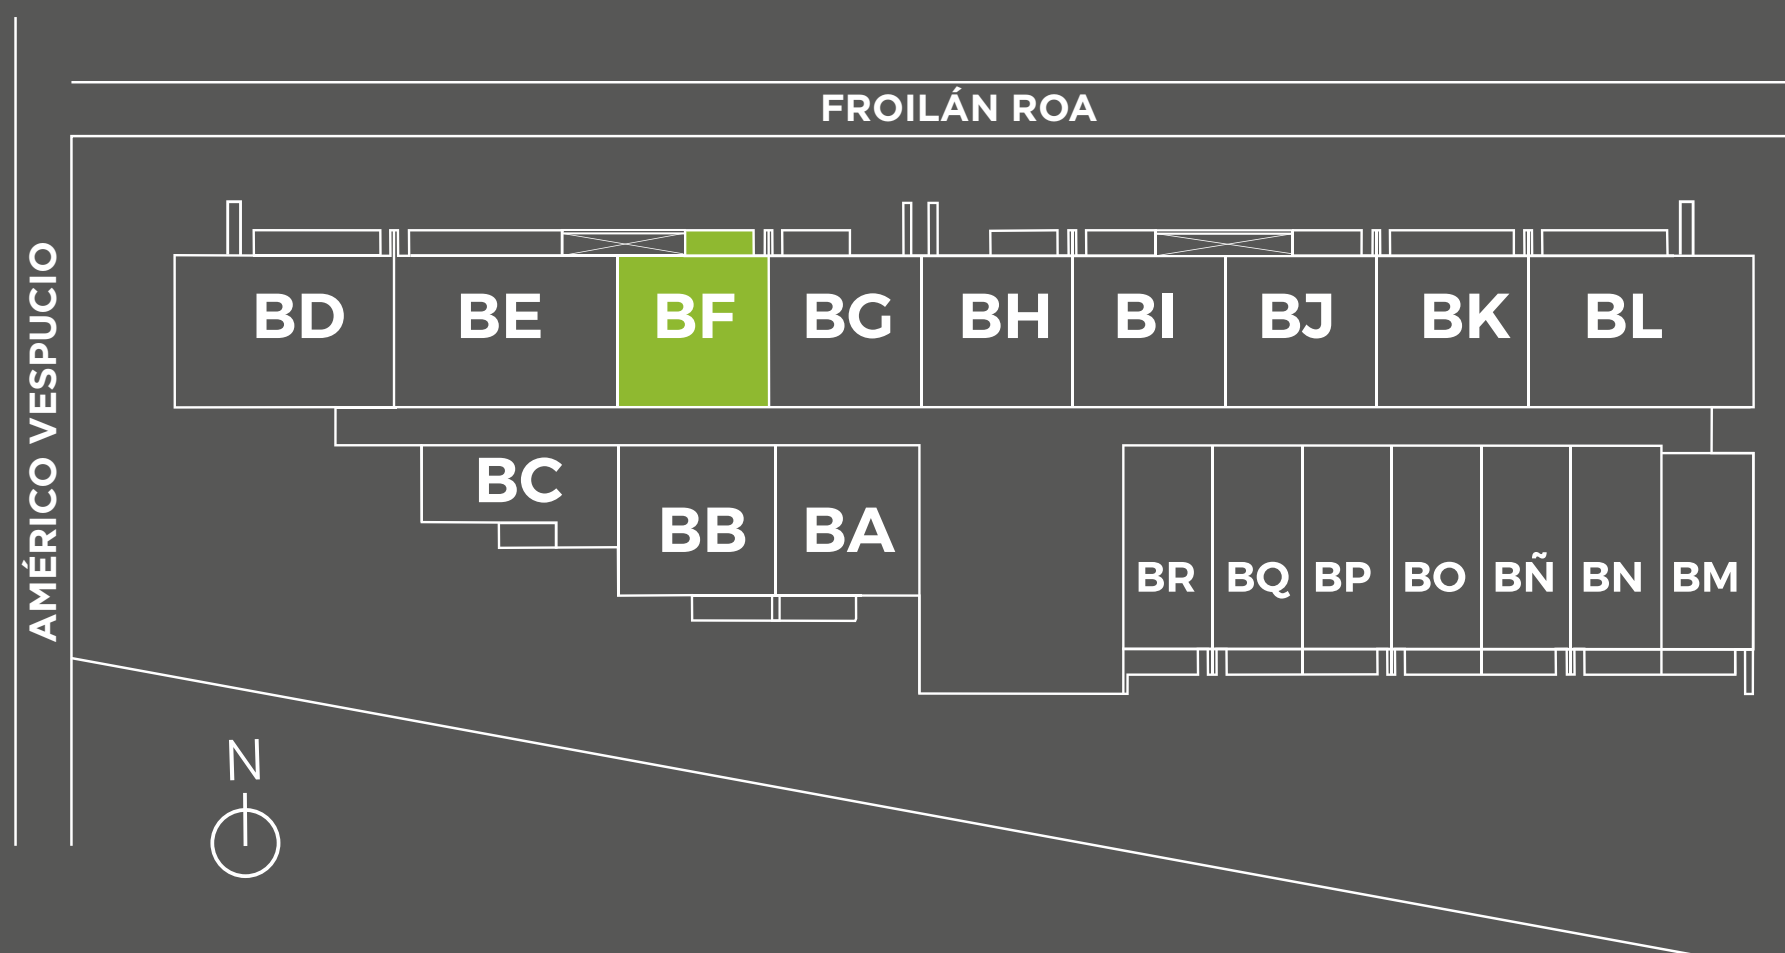 FROILÁN ROA
AMÉRICO VESPUCIO
BD BE BF BG BH BI BJ BK BL
BC BB BA
BR BQ BP BO BÑ BN BM
N